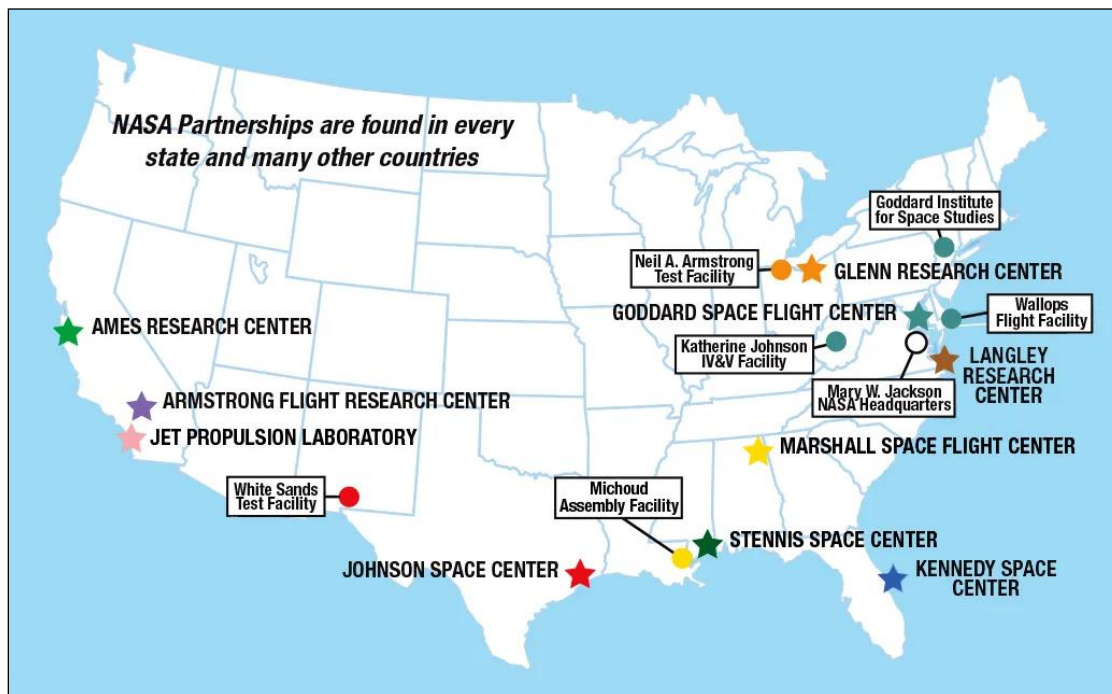 NASA Partnerships are found in every
state and many other countries
Goddard Institute
for Space Studies
Neil A. Armstrong
Test Facility
GLENN RESEARCH CENTER
GODDARD SPACE FLIGHT CENTER
Wallops
Flight Facility
AMES RESEARCH CENTER
Katherine Johnson
IV&V Facility
LANGLEY
RESEARCH
CENTER
Mary W. Jackson
NASA Headquarters
ARMSTRONG FLIGHT RESEARCH CENTER
JET PROPULSION LABORATORY
MARSHALL SPACE FLIGHT CENTER
White Sands
Test Facility
Michoud
Assembly Facility
STENNIS SPACE CENTER
JOHNSON SPACE CENTER
KENNEDY SPACE
CENTER